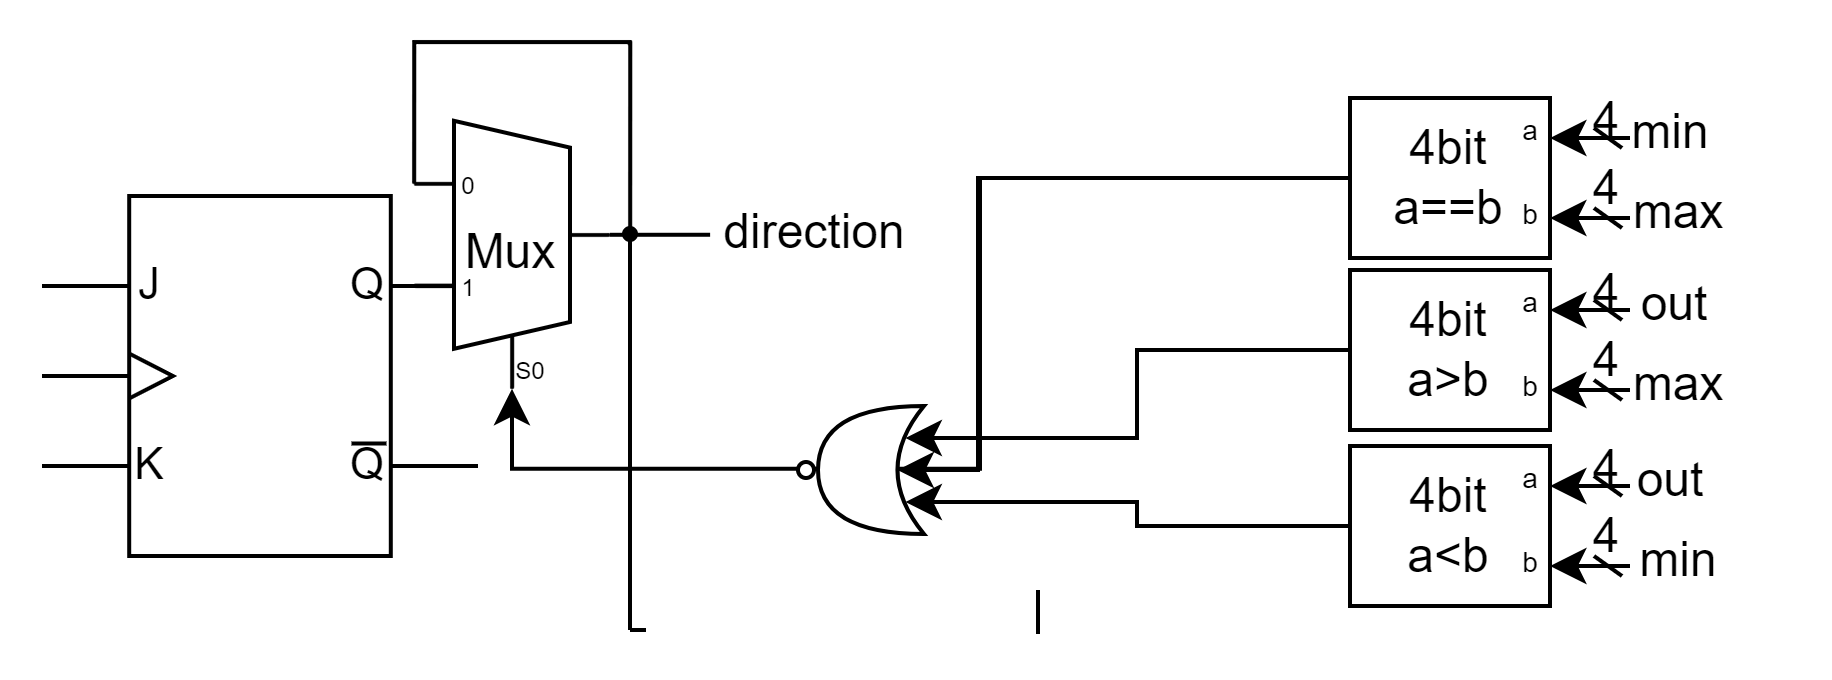 J
K
Q
Q̅
0
1
Mux
S0
direction
4bit
a==b
a
b
4
min
4
max
4bit
a>b
a
b
4
out
4
max
4bit
a<b
a
b
4
out
4
min